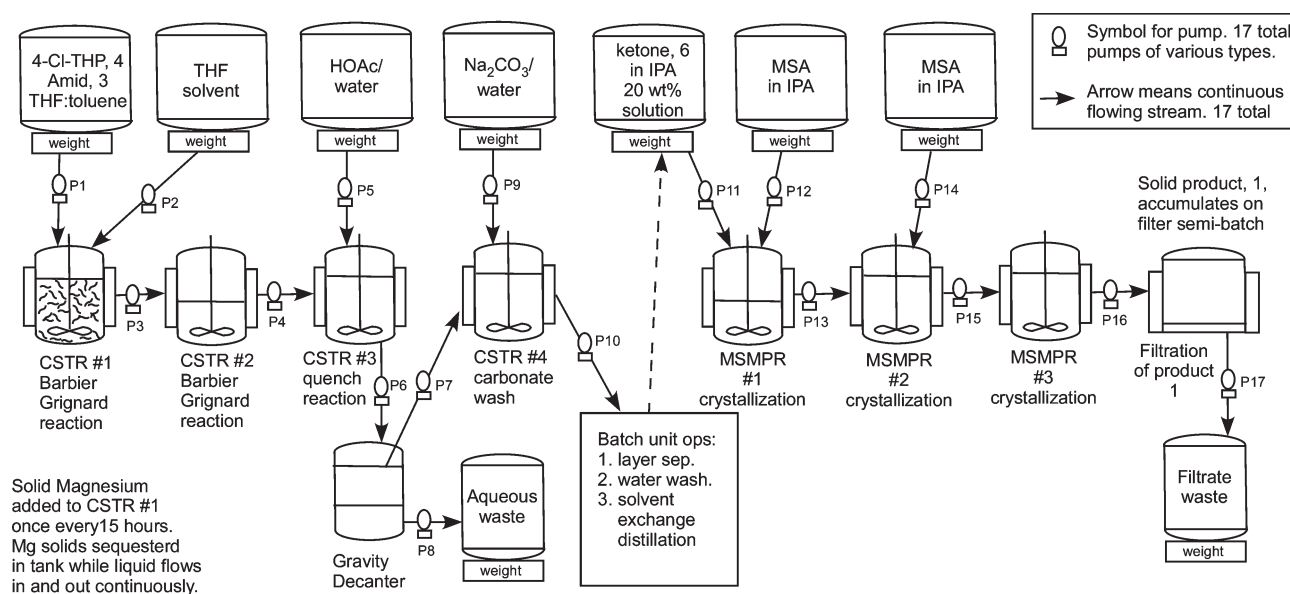 4-Cl-THP, 4
Amid, 3
THF:toluene
weight
THF
solvent
HOAc/
water
weight
Na₂CO₃/
water
weight
ketone, 6
in IPA
20 wt%
solution
weight
MSA
in IPA
MSA
in IPA
weight
Symbol for pump. 17 total
pumps of various types.
Arrow means continuous
flowing stream. 17 total
weight
weight
P1
P2
P5
P9
P11
P12
P14
Solid product, 1,
accumulates on
filter semi-batch
P3
P4
P10
P13
P15
P16
CSTR #1
Barbier
Grignard
reaction
CSTR #2
Barbier
Grignard
reaction
CSTR #3
quench
reaction
P6
P7
CSTR #4
carbonate
wash
MSMPR
#1
crystallization
MSMPR
#2
crystallization
MSMPR
#3
crystallization
Filtration
of product
1
P17
Solid Magnesium
added to CSTR #1
once every15 hours.
Mg solids sequesterd
in tank while liquid flows
in and out continuously.
Gravity
Decanter
P8
Aqueous
waste
weight
Batch unit ops:
1. layer sep.
2. water wash.
3. solvent
exchange
distillation
Filtrate
waste
weight